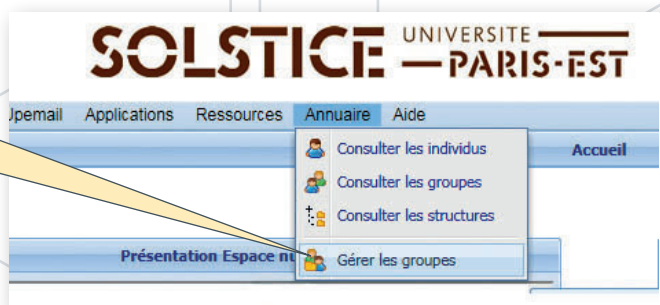 SOLSTICE UNIVERSITE
PARIS-EST
Upemail Applications Ressources Annuaire Aide
Consulter les individus
Accueil
Consulter les groupes
Consulter les structures
Présentation Espace nu
Gérer les groupes